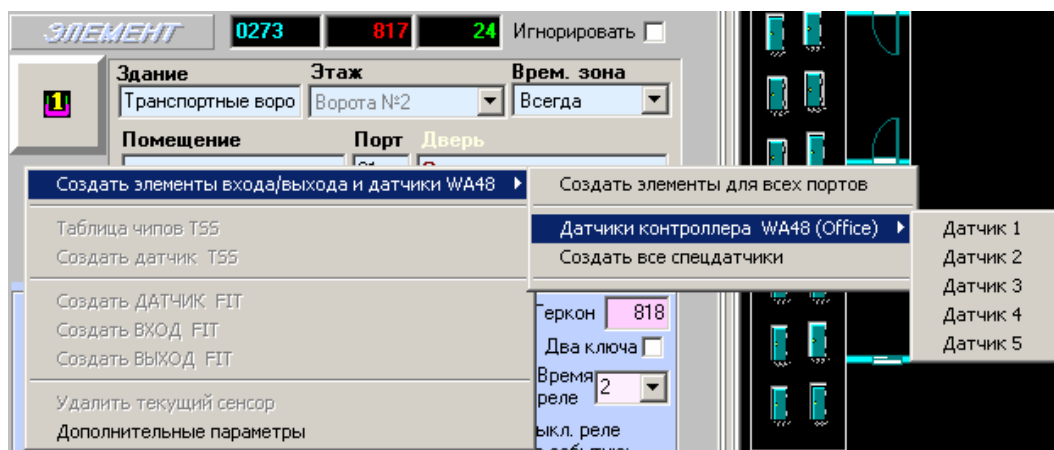 ЭЛЕМЕНТ 0273 817 24 Игнорировать
1 Здание Этаж Врем. зона
Транспортные воро Ворота №2 Всегда
Помещение Порт Дверь
Создать элементы входа/выхода и датчики WA48
Таблица чипов TSS
Создать датчик TSS
Создать ДАТЧИК FIT
Создать ВХОД FIT
Создать ВЫХОД FIT
Удалить текущий сенсор
Дополнительные параметры
Создать элементы для всех портов
Датчики контроллера WA48 (Office)
Создать все спецдатчики
Датчик 1
Датчик 2
Датчик 3
Датчик 4
Датчик 5
Геркон 818
Два ключа
Время
реле 2
ыкл. реле